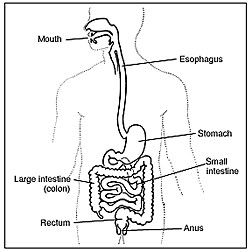 Mouth
Esophagus
Stomach
Small
intestine
Large intestine
(colon)
Rectum
Anus